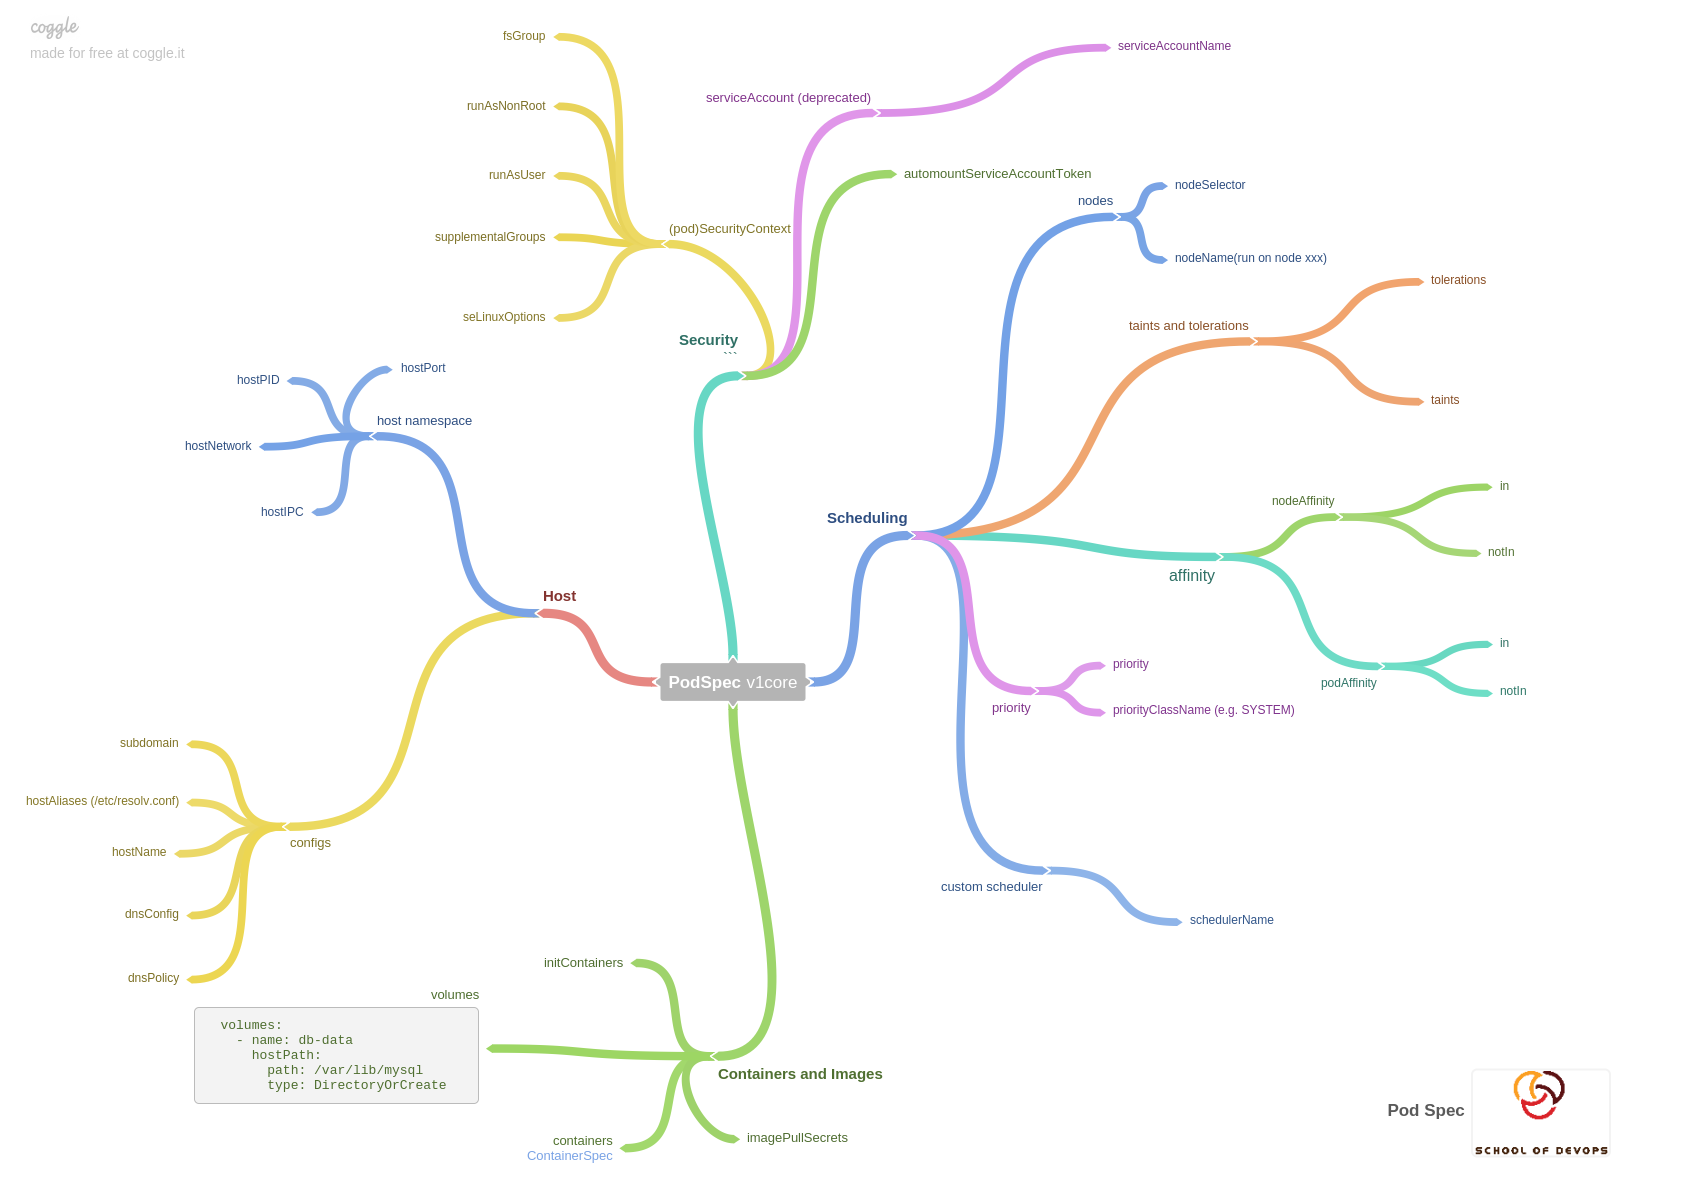 coggle
made for free at coggle.it
fsGroup
runAsNonRoot
runAsUser
supplementalGroups
seLinuxOptions
(pod)SecurityContext
serviceAccount (deprecated)
serviceAccountName
automountServiceAccountToken
Security
```
nodes
nodeSelector
nodeName(run on node xxx)
taints and tolerations
tolerations
taints
Scheduling
affinity
nodeAffinity
in
notIn
podAffinity
in
notIn
priority
priority
priorityClassName (e.g. SYSTEM)
custom scheduler
schedulerName
hostPort
hostPID
host namespace
hostNetwork
hostIPC
Host
PodSpec v1core
subdomain
hostAliases (/etc/resolv.conf)
hostName
configs
dnsConfig
dnsPolicy
initContainers
volumes
volumes:
  - name: db-data
    hostPath:
      path: /var/lib/mysql
      type: DirectoryOrCreate
Containers and Images
containers
ContainerSpec
imagePullSecrets
Pod Spec
SCHOOL OF DEVOPS